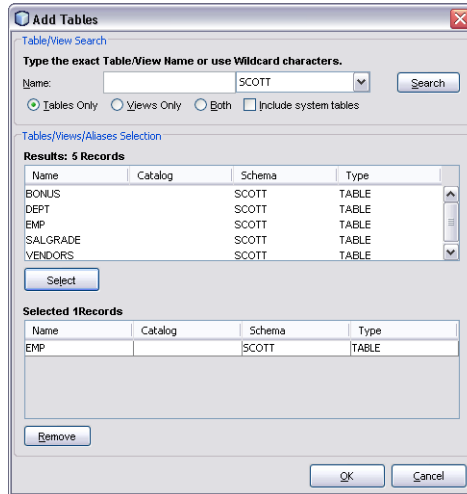 Add Tables
Table/View Search
Type the exact Table/View Name or use Wildcard characters.
Name: SCOTT Search
Tables Only Views Only Both Include system tables
Tables/Views/Aliases Selection
Results: 5 Records
Name Catalog Schema Type
BONUS SCOTT TABLE
DEPT SCOTT TABLE
EMP SCOTT TABLE
SALGRADE SCOTT TABLE
VENDORS SCOTT TABLE
Select
Selected 1Records
Name Catalog Schema Type
EMP SCOTT TABLE
Remove
OK Cancel